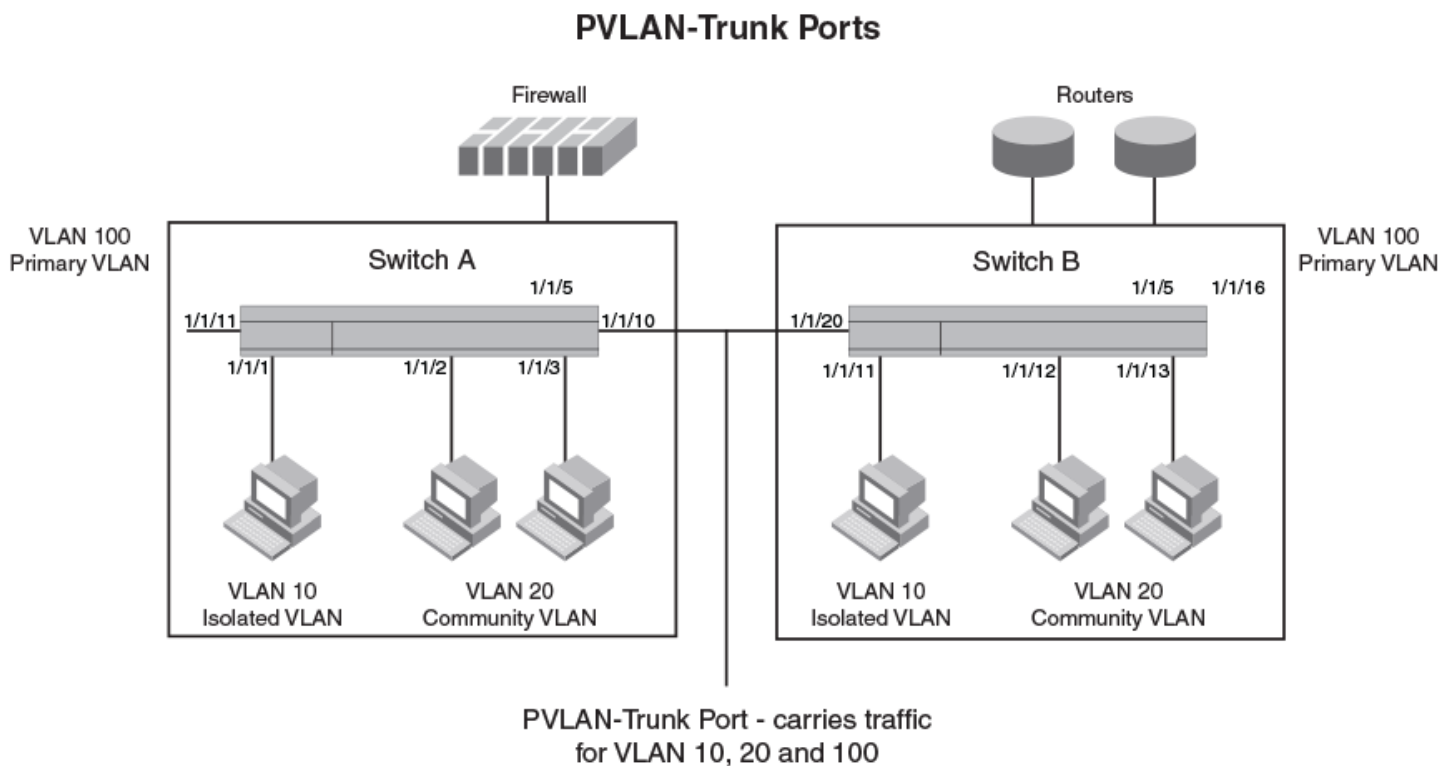 PVLAN-Trunk Ports
Firewall
Routers
VLAN 100
Primary VLAN
Switch A
Switch B
VLAN 100
Primary VLAN
1/1/5
1/1/5
1/1/16
1/1/11
1/1/10
1/1/20
1/1/1
1/1/2
1/1/3
1/1/11
1/1/12
1/1/13
VLAN 10
Isolated VLAN
VLAN 20
Community VLAN
VLAN 10
Isolated VLAN
VLAN 20
Community VLAN
PVLAN-Trunk Port - carries traffic
for VLAN 10, 20 and 100